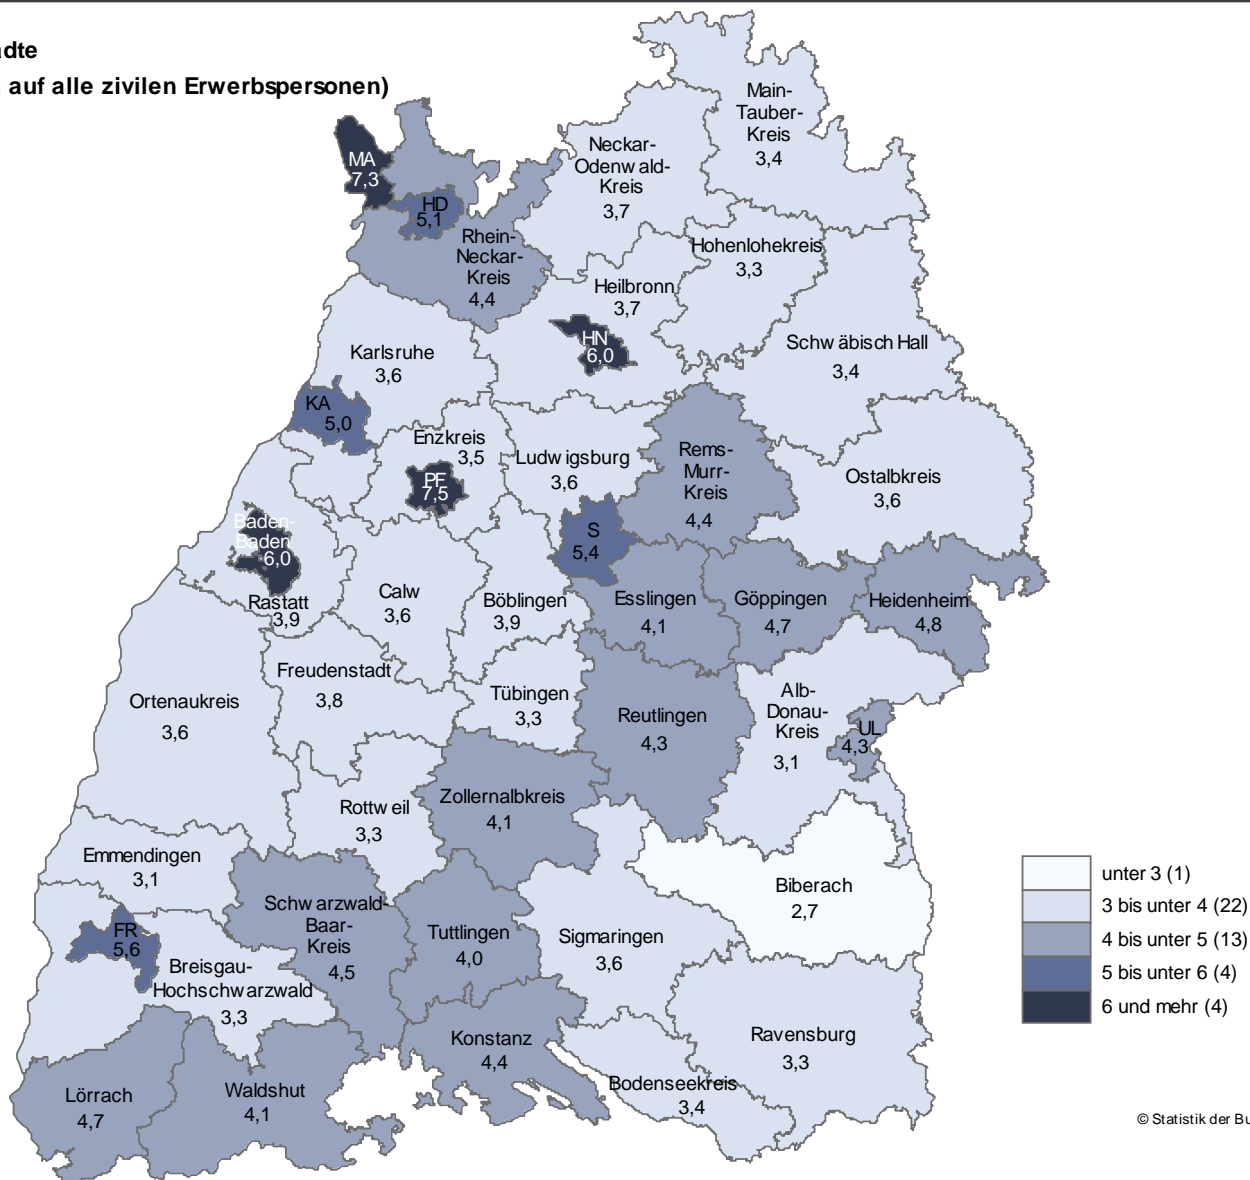 auf alle zivilen Erwerbspersonen)
Main-
Tauber-
Kreis
3,4
Neckar-
Odenwald-
Kreis
3,7
MA
7,3
HD
5,1
Rhein-
Neckar-
Kreis
4,4
Hohenlohekreis
3,3
Heilbronn
3,7
HN
6,0
Schwäbisch Hall
3,4
Karlsruhe
3,6
KA
5,0
Enzkreis
3,5
PF
7,5
Ludwigsburg
3,6
Rems-
Murr-
Kreis
4,4
Ostalbkreis
3,6
Baden-
Baden
6,0
S
5,4
Rastatt
3,9
Calw
3,6
Böblingen
3,9
Esslingen
4,1
Göppingen
4,7
Heidenheim
4,8
Ortenaukreis
3,6
Freudenstadt
3,8
Tübingen
3,3
Reutlingen
4,3
Alb-
Donau-
Kreis
3,1
UL
4,3
Rottweil
3,3
Zollernalbkreis
4,1
Emmendingen
3,1
Biberach
2,7
FR
5,6
Schwarzwald-
Baar-
Kreis
4,5
Tuttlingen
4,0
Sigmaringen
3,6
Breisgau-
Hochschwarzwald
3,3
Konstanz
4,4
Ravensburg
3,3
Bodenseekreis
3,4
Lörrach
4,7
Waldshut
4,1
unter 3 (1)
3 bis unter 4 (22)
4 bis unter 5 (13)
5 bis unter 6 (4)
6 und mehr (4)
© Statistik der Bu